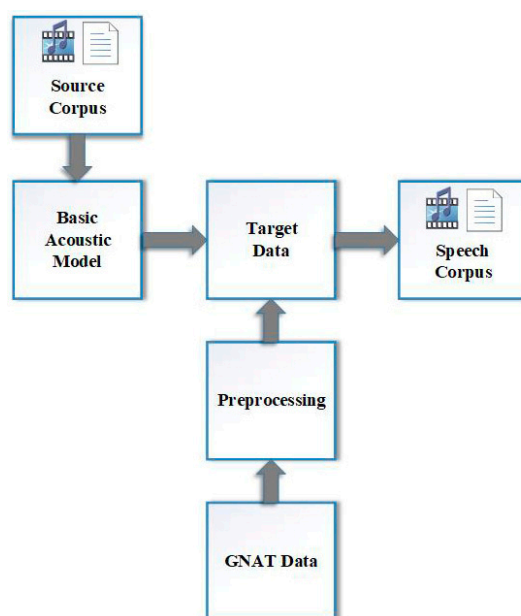 Source
Corpus
Basic
Acoustic
Model
Target
Data
Speech
Corpus
Preprocessing
GNAT Data